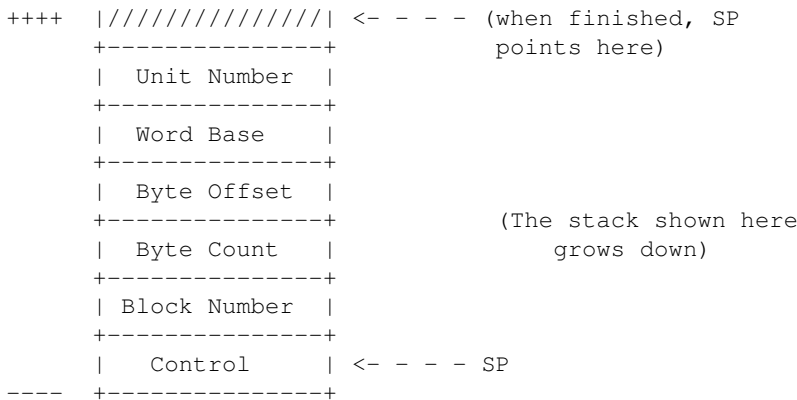 ++++ |///////////////| <- - - - (when finished, SP
+---------------+ points here)
| Unit Number |
+---------------+
| Word Base |
+---------------+
| Byte Offset |
+---------------+ (The stack shown here
| Byte Count | grows down)
+---------------+
| Block Number |
+---------------+
| Control | <- - - - SP
---- +---------------+